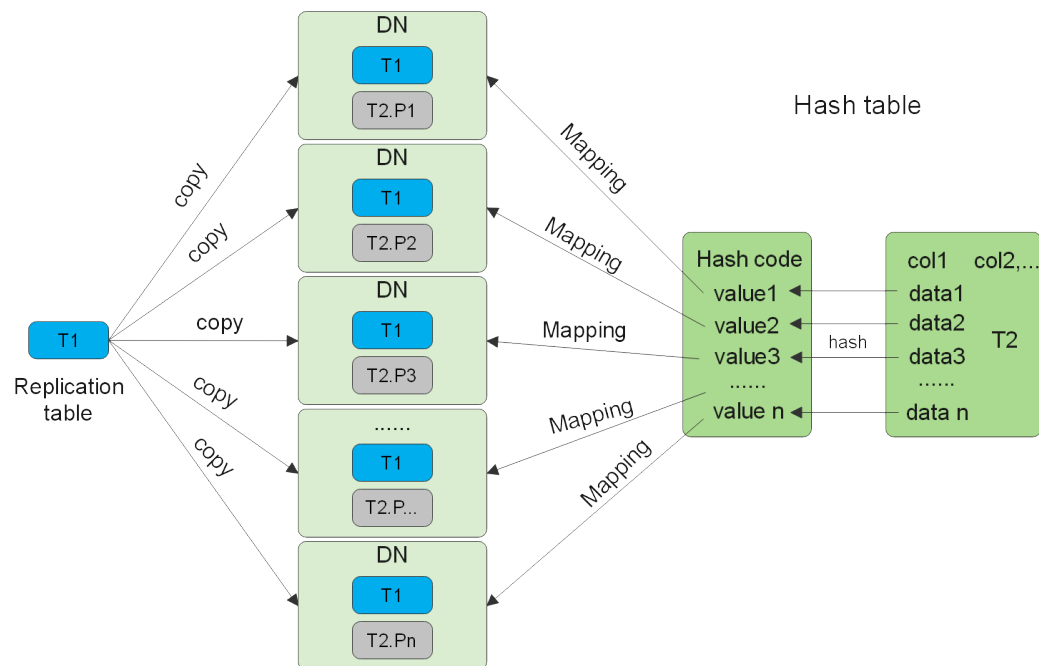 DN
T1
T2.P1
DN
T1
T2.P2
DN
T1
T2.P3
......
T1
T2.P...
DN
T1
T2.Pn
T1
Replication
table
copy
copy
copy
copy
copy
Mapping
Mapping
Mapping
Mapping
Mapping
Hash table
Hash code
value1
value2
value3
......
value n
hash
col1 col2,...
data1
data2
T2
data3
......
data n